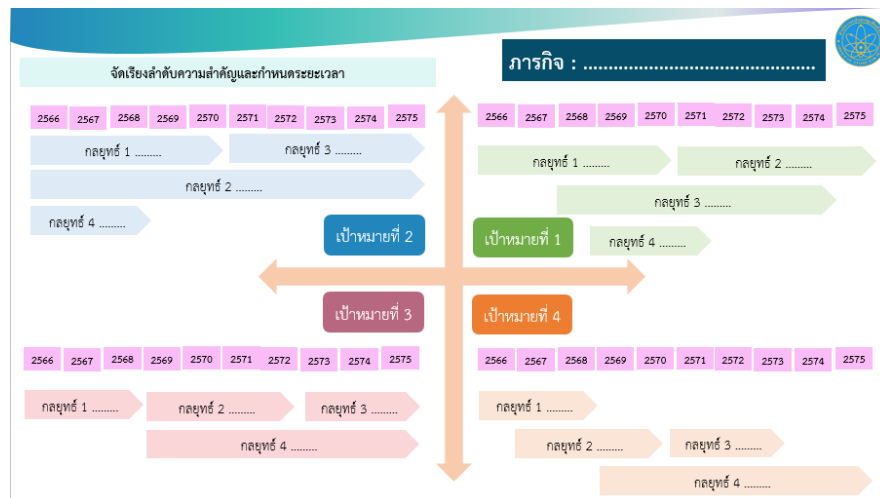 จัดเรียงลำดับความสำคัญและกำหนดระยะเวลา
ภารกิจ : ................................................
2566 2567 2568 2569 2570 2571 2572 2573 2574 2575
กลยุทธ์ 1 ......... กลยุทธ์ 3 .........
กลยุทธ์ 2 .........
กลยุทธ์ 4 .........
เป้าหมายที่ 2
2566 2567 2568 2569 2570 2571 2572 2573 2574 2575
กลยุทธ์ 1 ......... กลยุทธ์ 2 .........
กลยุทธ์ 3 .........
กลยุทธ์ 4 .........
เป้าหมายที่ 1
เป้าหมายที่ 3
2566 2567 2568 2569 2570 2571 2572 2573 2574 2575
กลยุทธ์ 1 ......... กลยุทธ์ 2 ......... กลยุทธ์ 3 .........
กลยุทธ์ 4 .........
เป้าหมายที่ 4
2566 2567 2568 2569 2570 2571 2572 2573 2574 2575
กลยุทธ์ 1 .........
กลยุทธ์ 2 ......... กลยุทธ์ 3 .........
กลยุทธ์ 4 .........